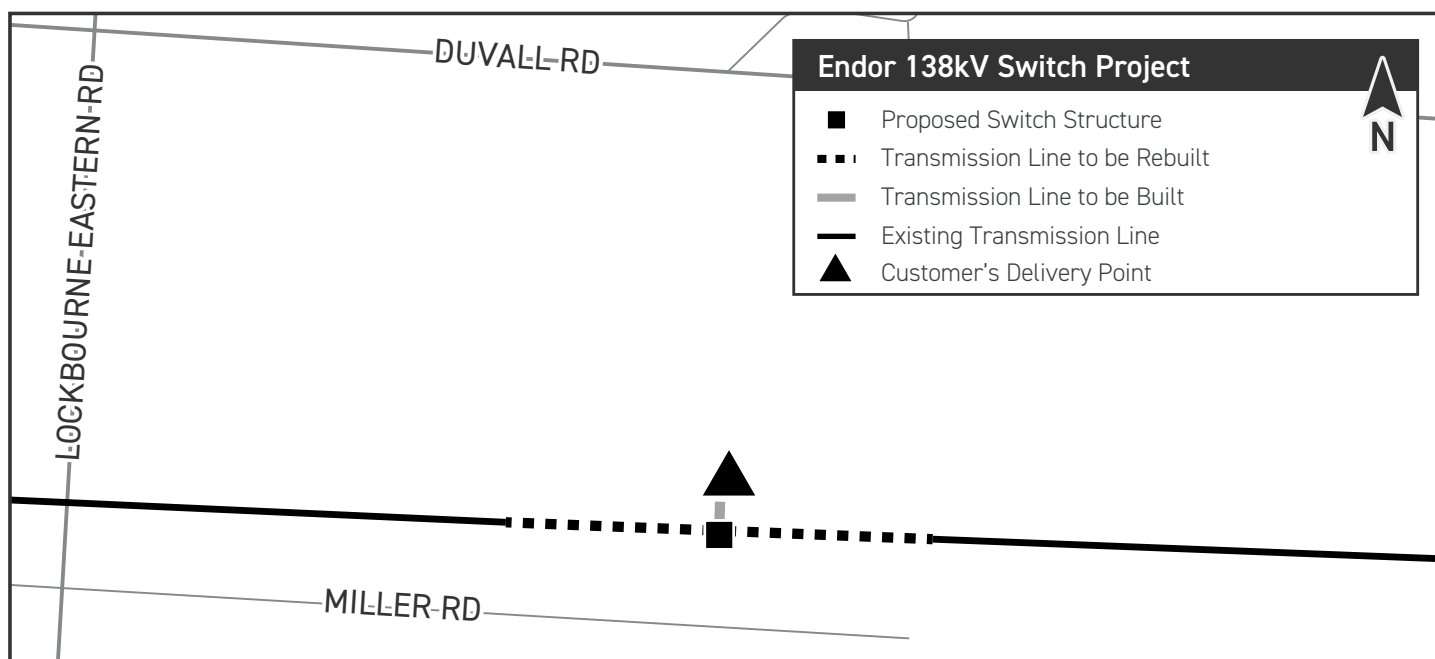 DUVALL RD
LOCKBOURNE-EASTERN RD
Endor 138kV Switch Project
N
Proposed Switch Structure
Transmission Line to be Rebuilt
Transmission Line to be Built
Existing Transmission Line
Customer's Delivery Point
MILLER RD